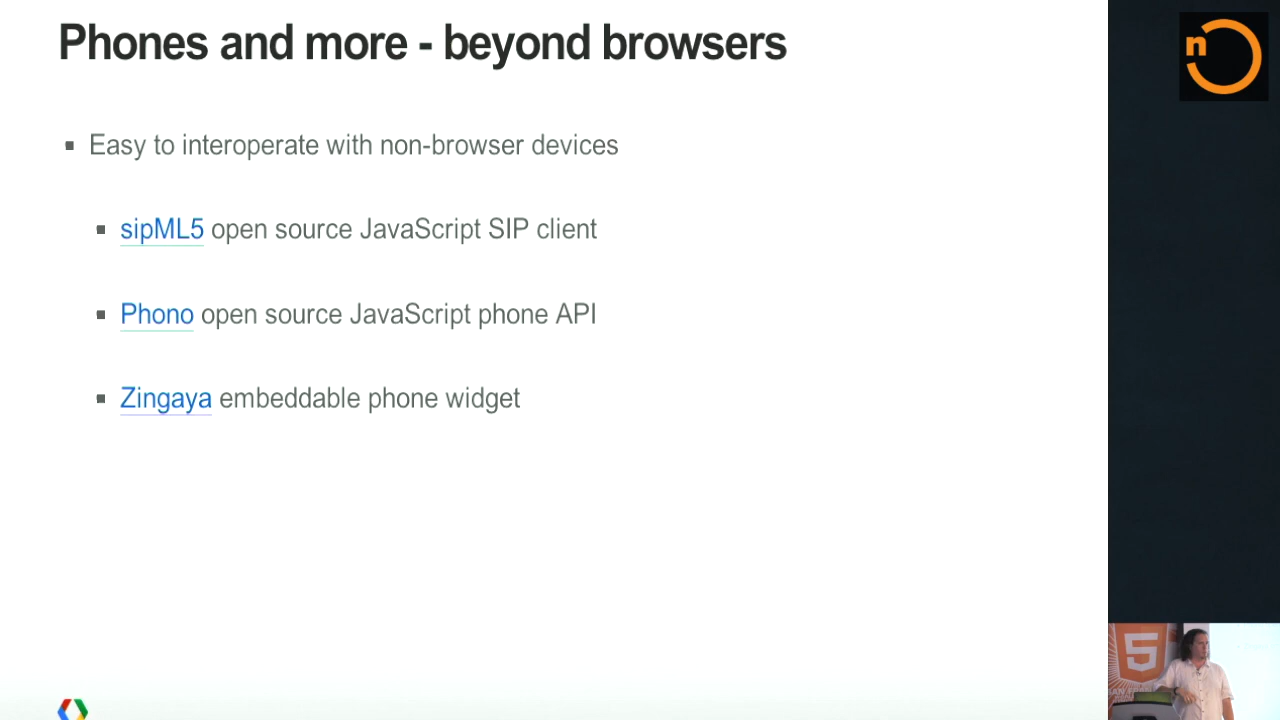 Phones and more - beyond browsers
Easy to interoperate with non-browser devices
sipML5 open source JavaScript SIP client
Phono open source JavaScript phone API
Zingaya embeddable phone widget
n
5